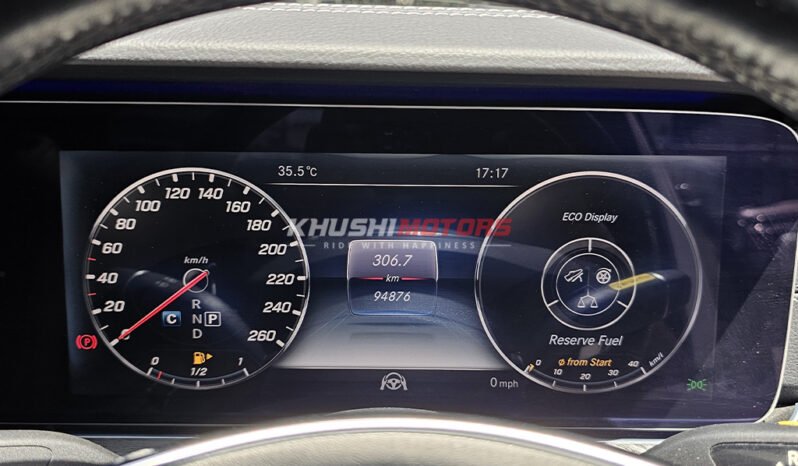 35.5°C
17:17
KHUSHIMOTORS
RIDE WITH HAPPINESS
20
40
60
80
100
120
140
160
180
200
220
240
260
km/h
R
N
D
C
P
0
1/2
1
306.7
km
94876
ECO Display
Reserve Fuel
ø from Start
0
10
20
30
40
km/l
0 mph
R